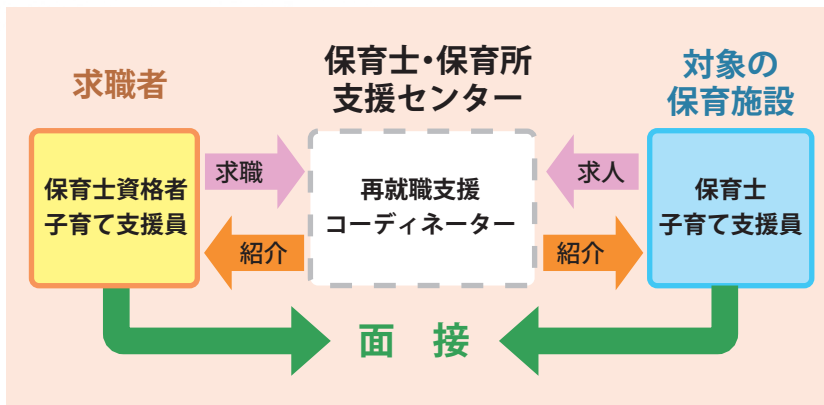 求職者
保育士・保育所
支援センター
対象の
保育施設
保育士資格者
子育て支援員
求職
紹介
再就職支援
コーディネーター
求人
紹介
保育士
子育て支援員
面 接